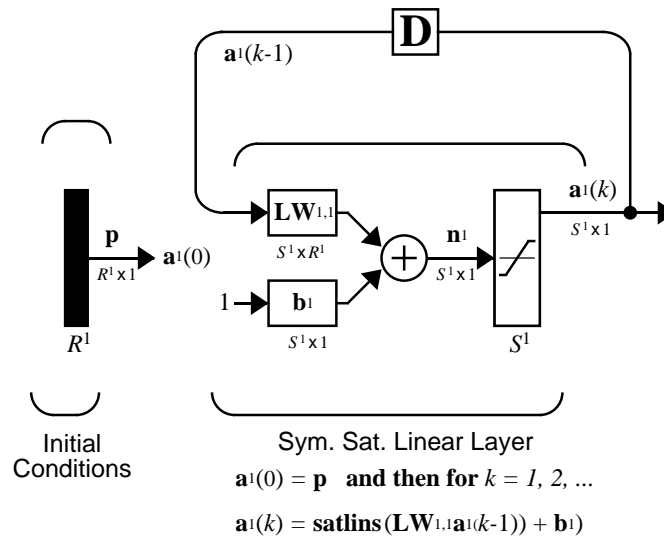 D
a1(k-1)
p
R1 x 1
a1(0)
R1
LW1,1
S1 x R1
1
b1
S1 x 1
n1
S1 x 1
a1(k)
S1 x 1
S1
Initial
Conditions
Sym. Sat. Linear Layer
a1(0) = p and then for k = 1, 2, ...
a1(k) = satlins (LW1,1a1(k-1)) + b1)